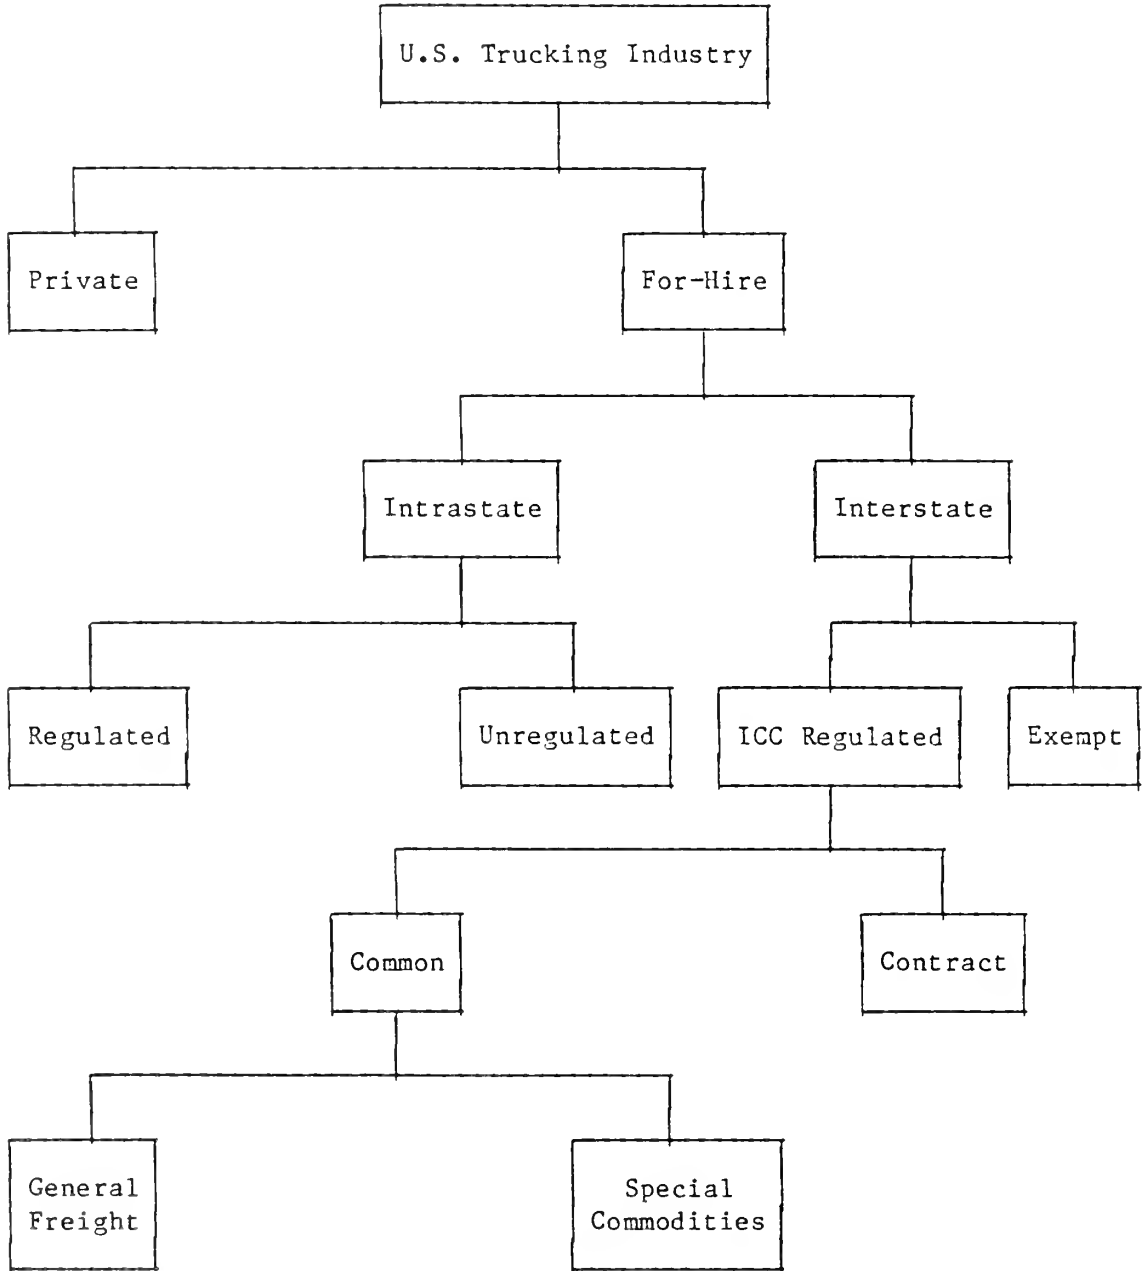 U.S. Trucking Industry
Private
For-Hire
Intrastate
Interstate
Regulated
Unregulated
ICC Regulated
Exempt
Common
Contract
General
Freight
Special
Commodities